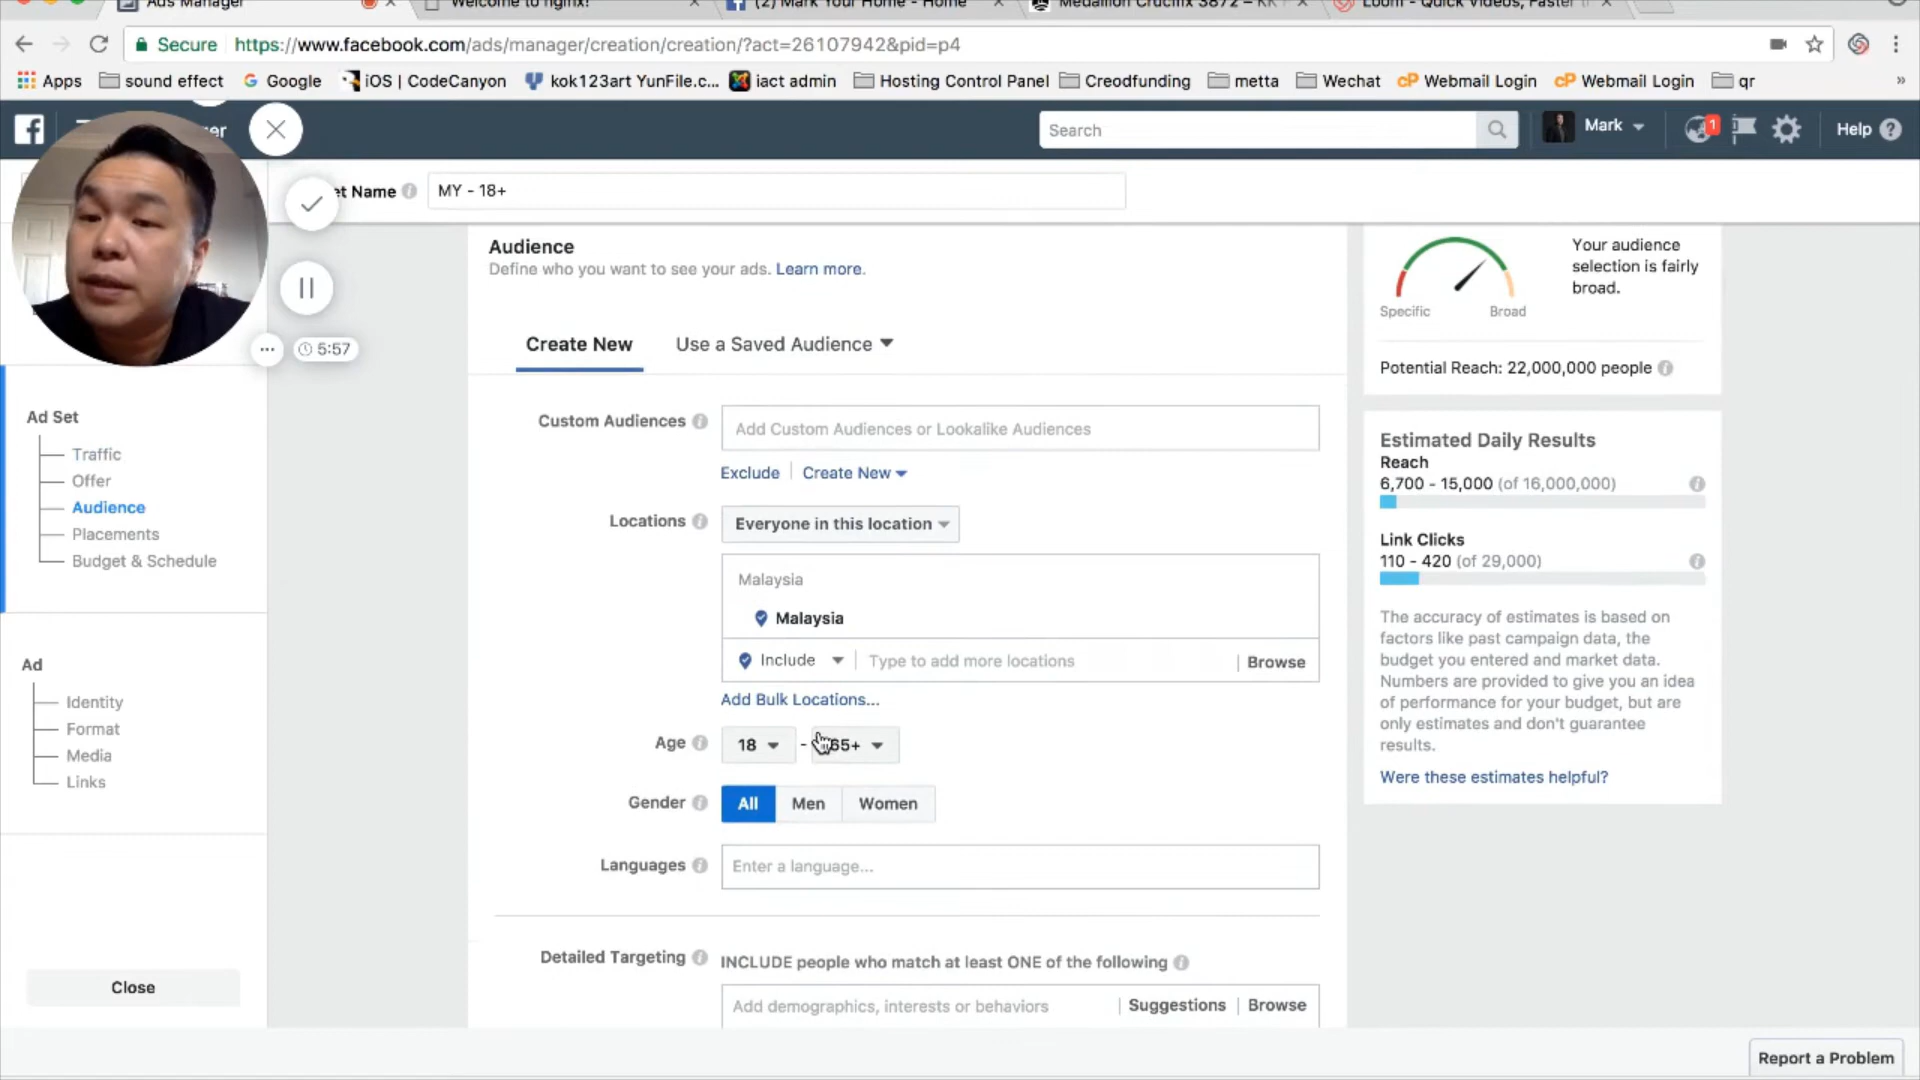 Ads Manager
Welcome to nginx!
(2) Mark Your Home - Home
Medallion Crucifix 3872 – KK
Loom - Quick Videos, Faster
Secure https://www.facebook.com/ads/manager/creation/creation/?act=26107942&pid=p4
Apps sound effect Google iOS | CodeCanyon kok123art YunFile.c... iact admin Hosting Control Panel Creodfunding metta Wechat Webmail Login Webmail Login qr »
Search
Mark
1
Help
et Name MY - 18+
5:57
Ad Set
Traffic
Offer
Audience
Placements
Budget & Schedule
Ad
Identity
Format
Media
Links
Close
Audience
Define who you want to see your ads. Learn more.
Create New Use a Saved Audience
Custom Audiences Add Custom Audiences or Lookalike Audiences
Exclude Create New
Locations Everyone in this location
Malaysia
Malaysia
Include Type to add more locations Browse
Add Bulk Locations...
Age 18 - 65+
Gender All Men Women
Languages Enter a language...
Detailed Targeting INCLUDE people who match at least ONE of the following
Add demographics, interests or behaviors Suggestions Browse
Your audience
selection is fairly
broad.
Specific Broad
Potential Reach: 22,000,000 people
Estimated Daily Results
Reach
6,700 - 15,000 (of 16,000,000)
Link Clicks
110 - 420 (of 29,000)
The accuracy of estimates is based on
factors like past campaign data, the
budget you entered and market data.
Numbers are provided to give you an idea
of performance for your budget, but are
only estimates and don't guarantee
results.
Were these estimates helpful?
Report a Problem